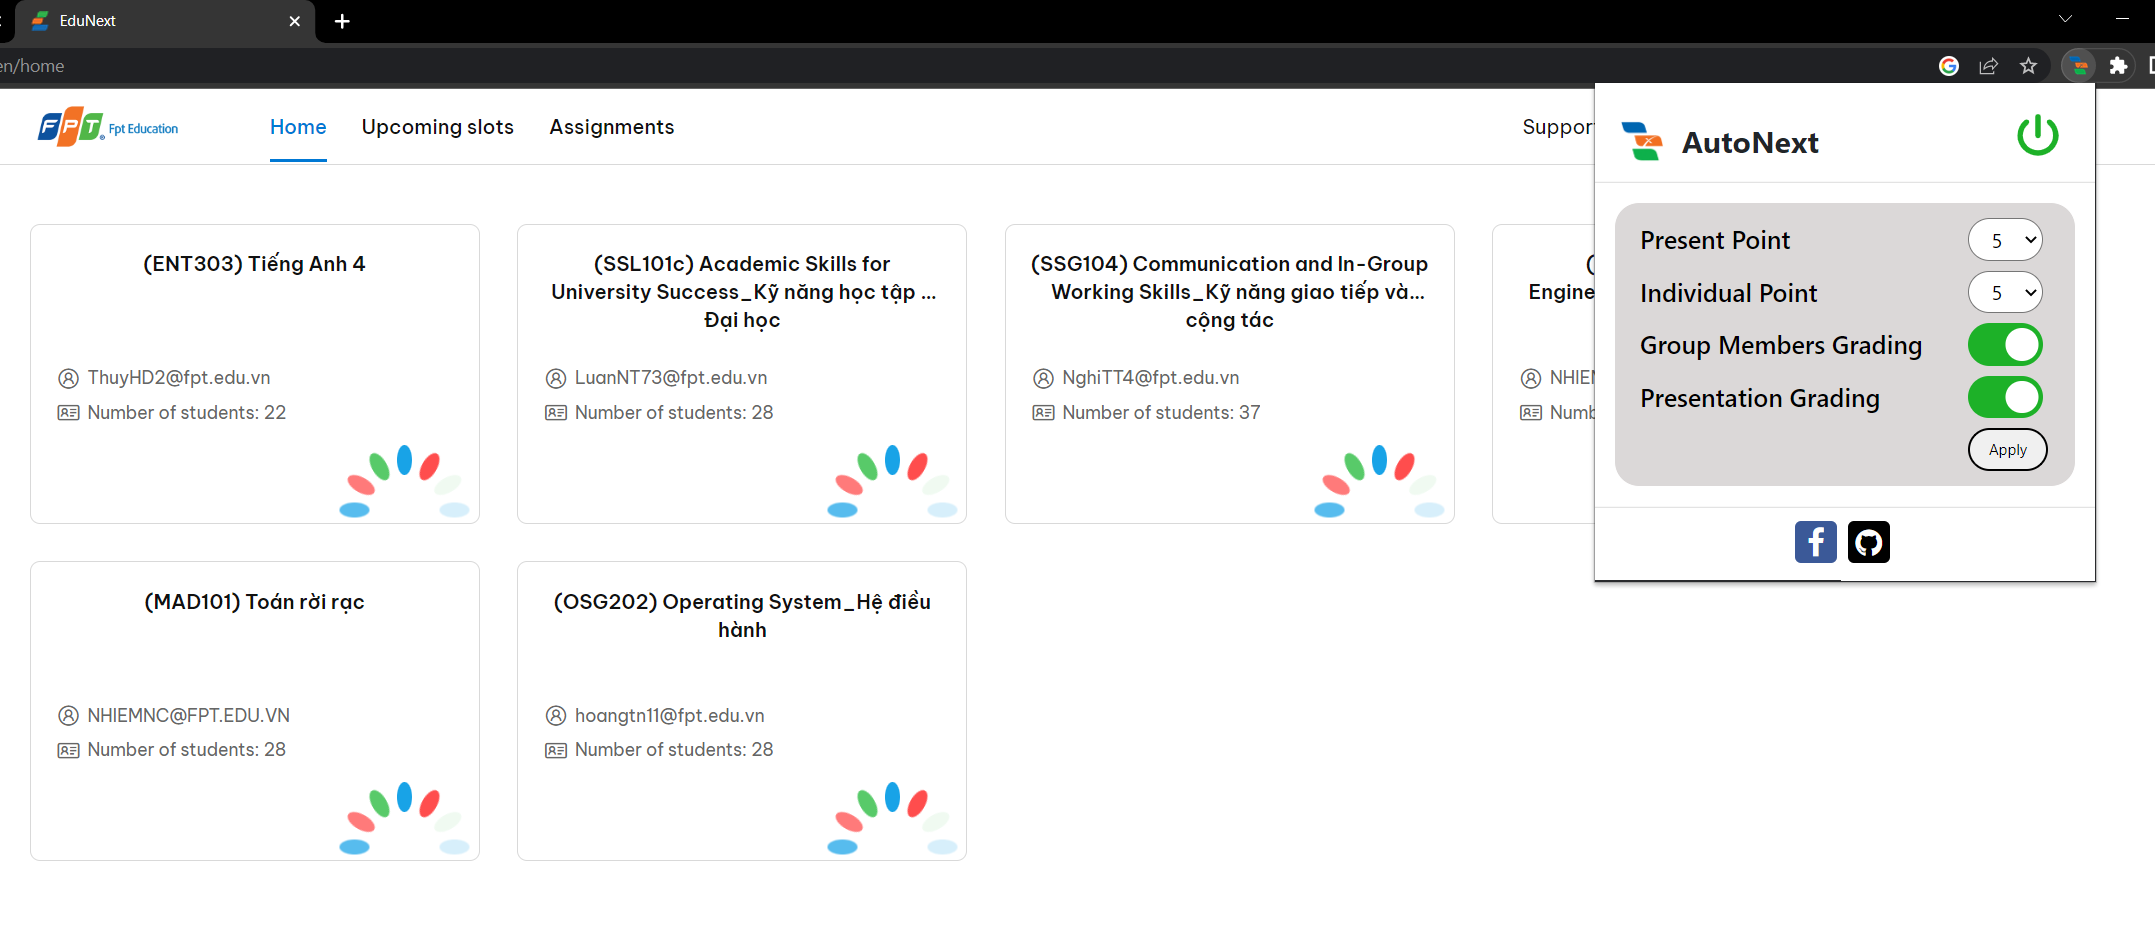 EduNext
en/home
FPT Fpt Education
Home
Upcoming slots
Assignments
AutoNext
Present Point
5
Individual Point
5
Group Members Grading
Presentation Grading
Apply
(ENT303) Tiếng Anh 4
ThuyHD2@fpt.edu.vn
Number of students: 22
(SSL101c) Academic Skills for
University Success_Kỹ năng học tập ...
Đại học
LuanNT73@fpt.edu.vn
Number of students: 28
(SSG104) Communication and In-Group
Working Skills_Kỹ năng giao tiếp và...
cộng tác
NghiTT4@fpt.edu.vn
Number of students: 37
(MAD101) Toán rời rạc
NHIEMNC@FPT.EDU.VN
Number of students: 28
(OSG202) Operating System_Hệ điều
hành
hoangtn11@fpt.edu.vn
Number of students: 28